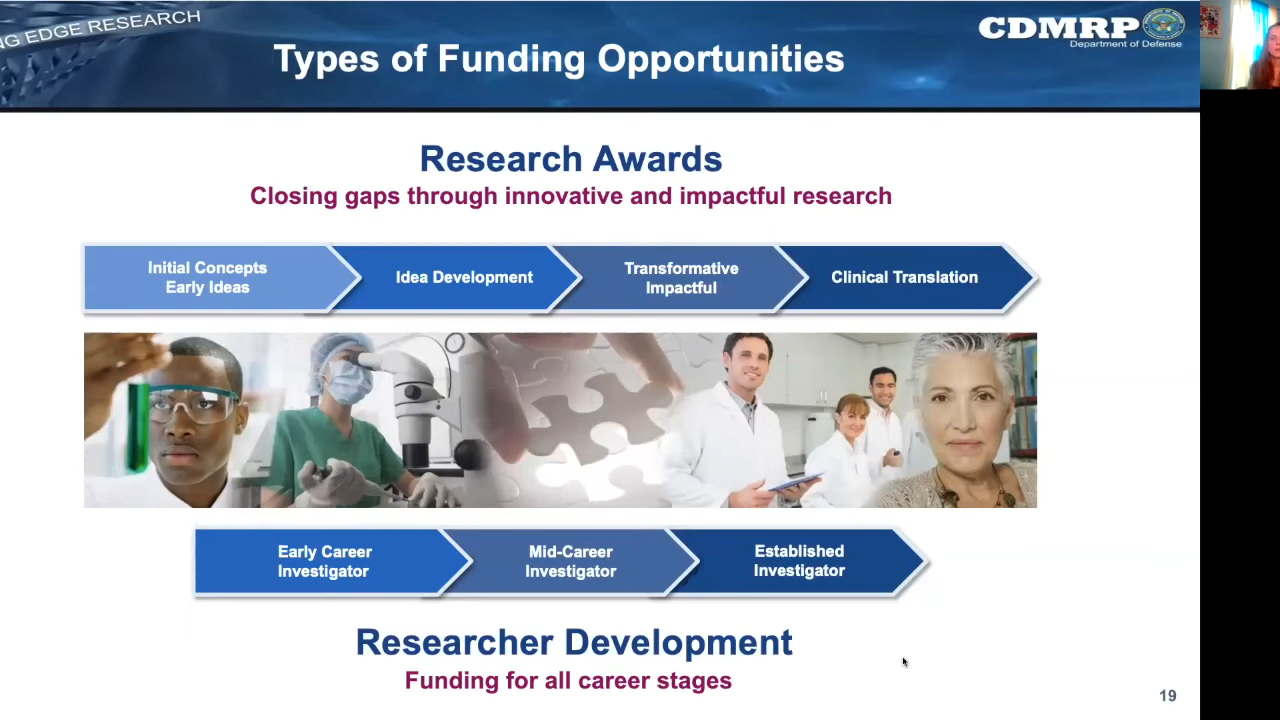 NG EDGE RESEARCH
CDMRP
Department of Defense
Types of Funding Opportunities
Research Awards
Closing gaps through innovative and impactful research
Initial Concepts
Early Ideas
Idea Development
Transformative
Impactful
Clinical Translation
Early Career
Investigator
Mid-Career
Investigator
Established
Investigator
Researcher Development
Funding for all career stages
19